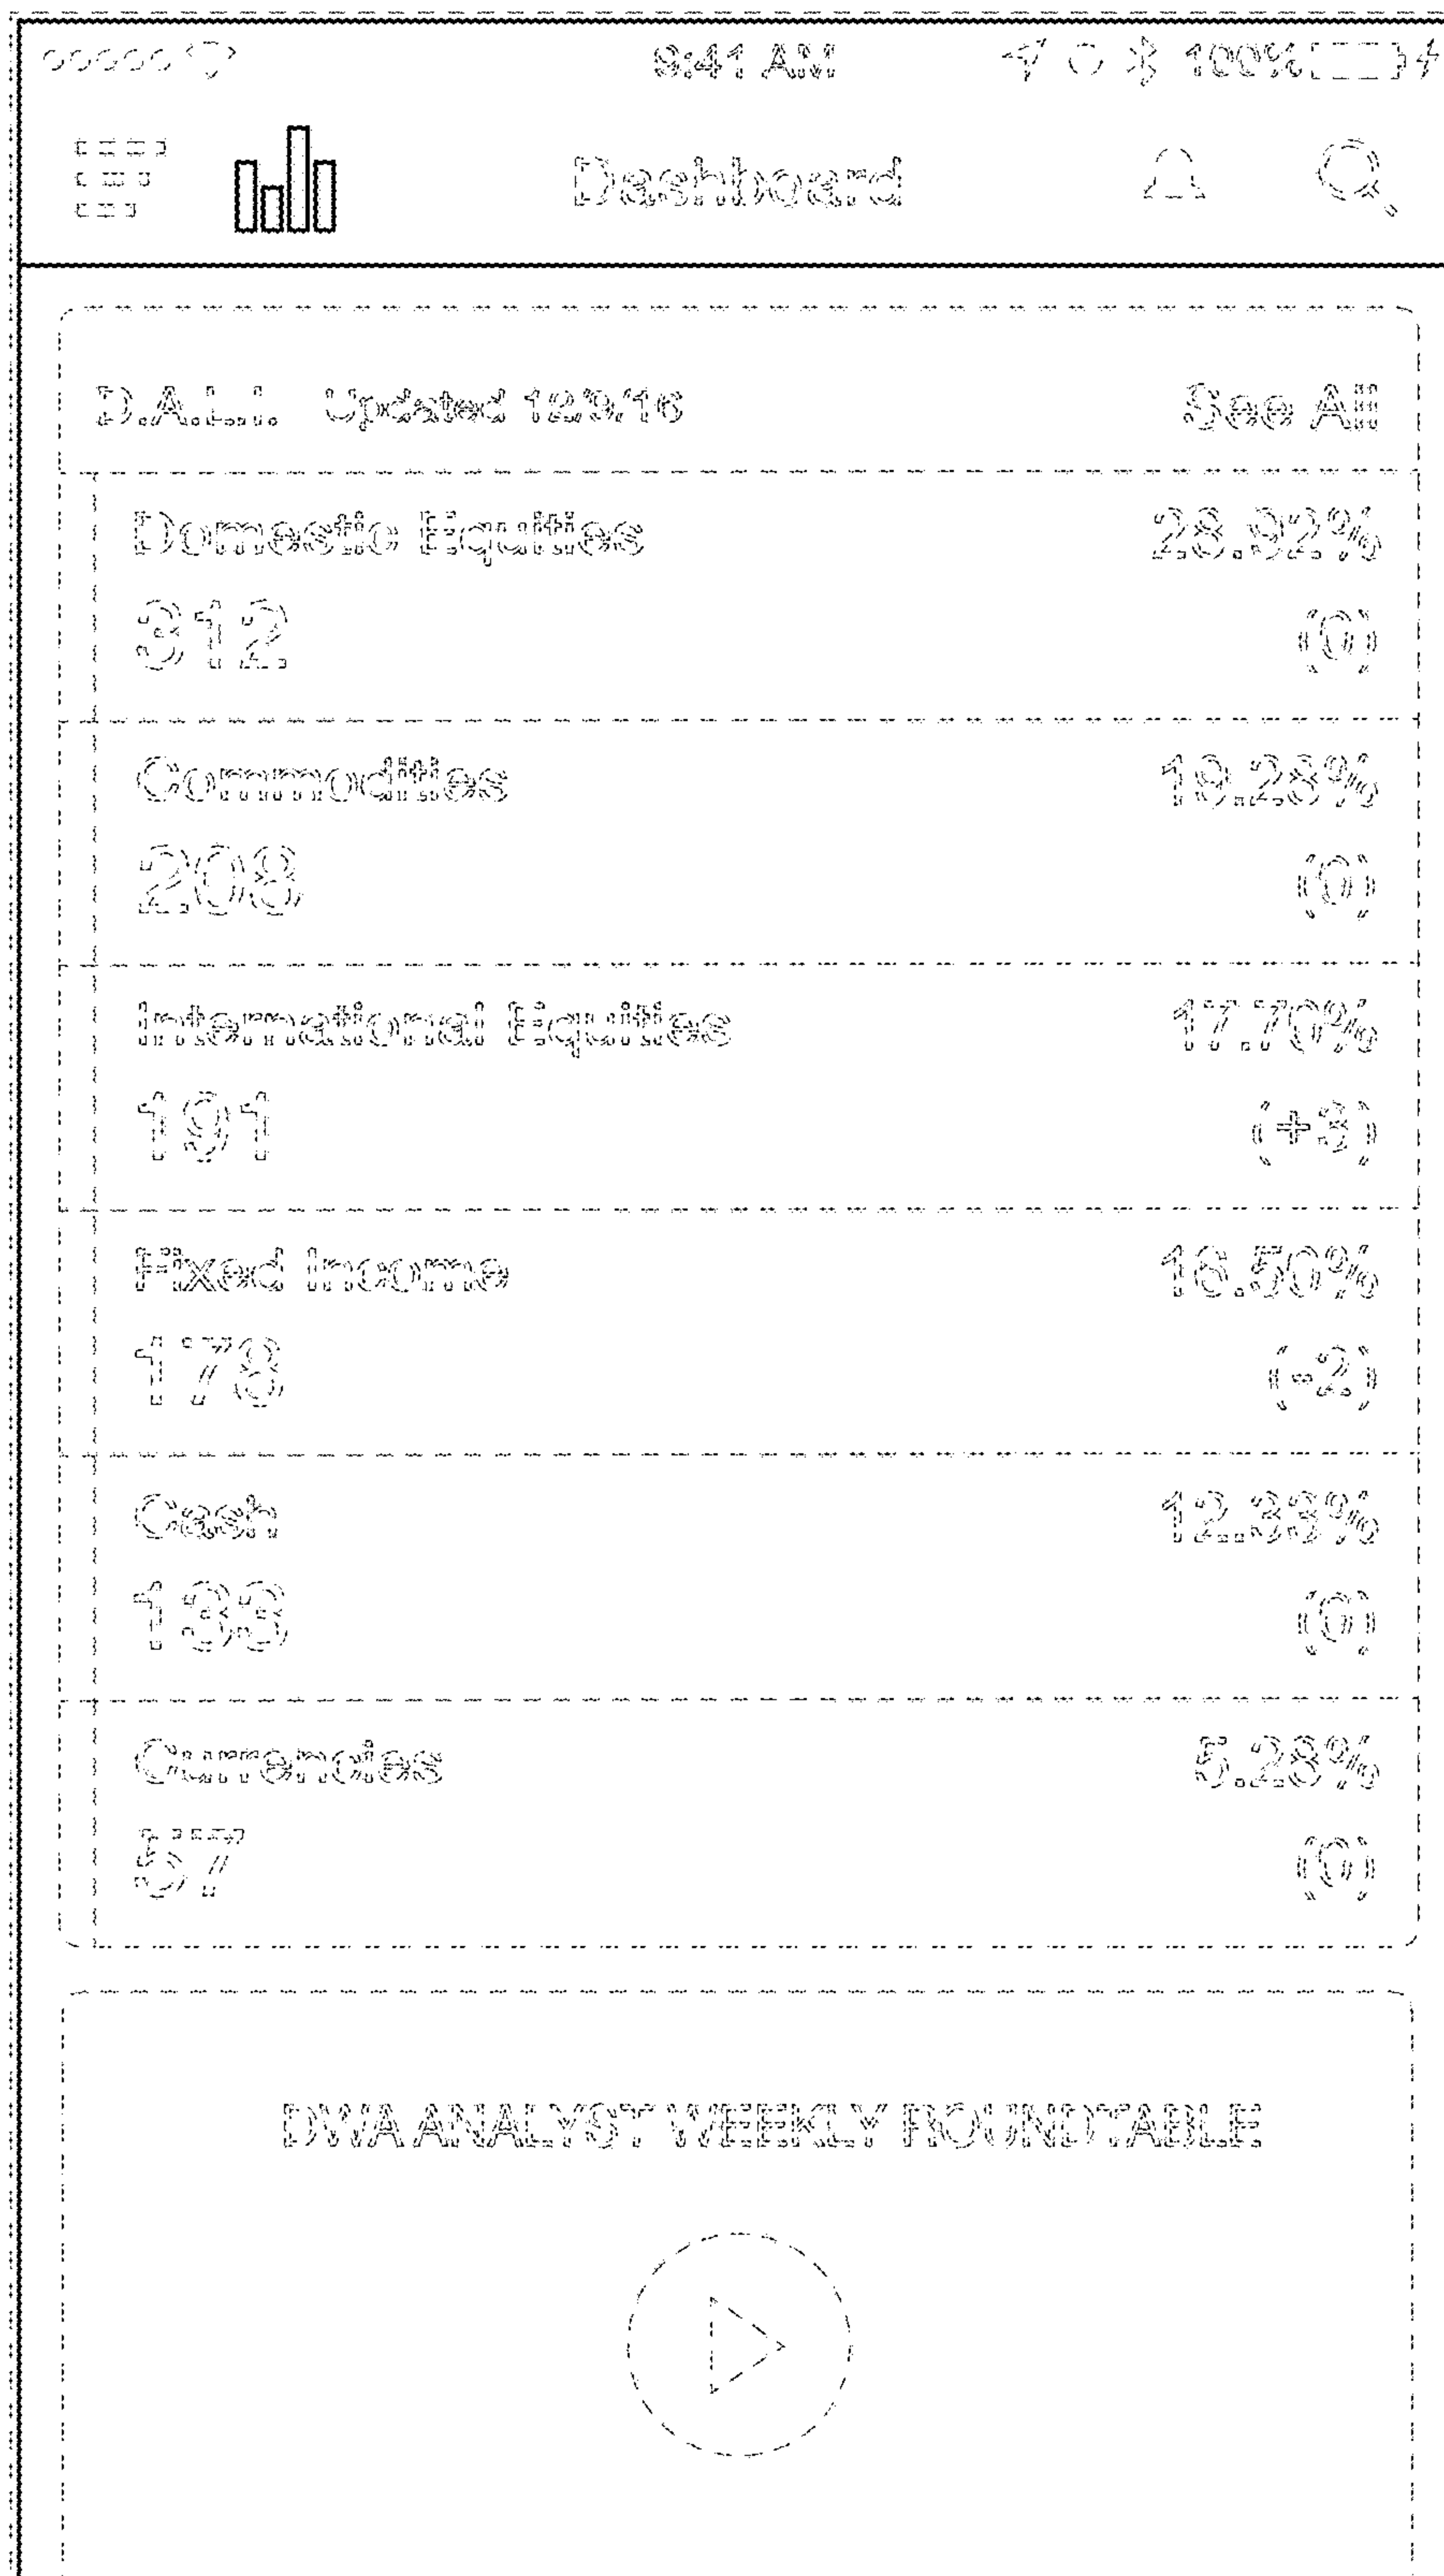 9:41 AM 100%
Dashboard
D.A.L.I. Updated 12/9/16 See All
Domestic Equities 28.92%
312 (0)
Commodities 19.28%
208 (0)
International Equities 17.70%
191 (+3)
Fixed Income 16.50%
178 (-2)
Cash 12.33%
133 (0)
Currencies 5.28%
57 (0)
DWA ANALYST WEEKLY ROUNDTABLE